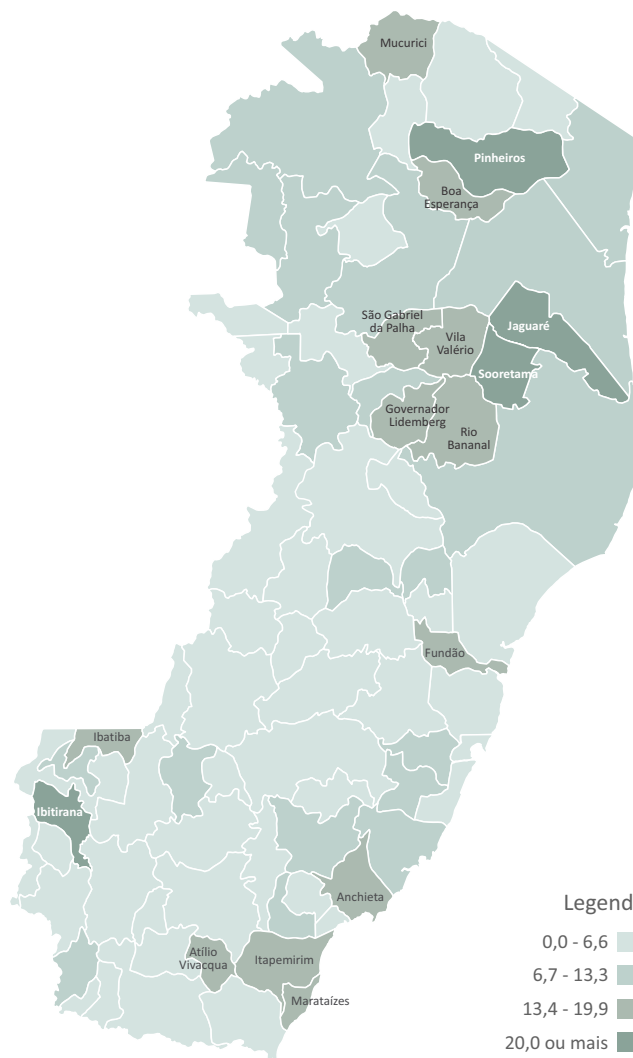 Mucurici
Pinheiros
Boa
Esperança
São Gabriel
da Palha
Jaguaré
Vila
Valério
Sooretama
Governador
Lidemberg
Rio
Bananal
Fundão
Ibatiba
Ibitirana
Anchieta
Atílio
Vivacqua
Itapemirim
Marataízes
Legend
0,0 - 6,6
6,7 - 13,3
13,4 - 19,9
20,0 ou mais